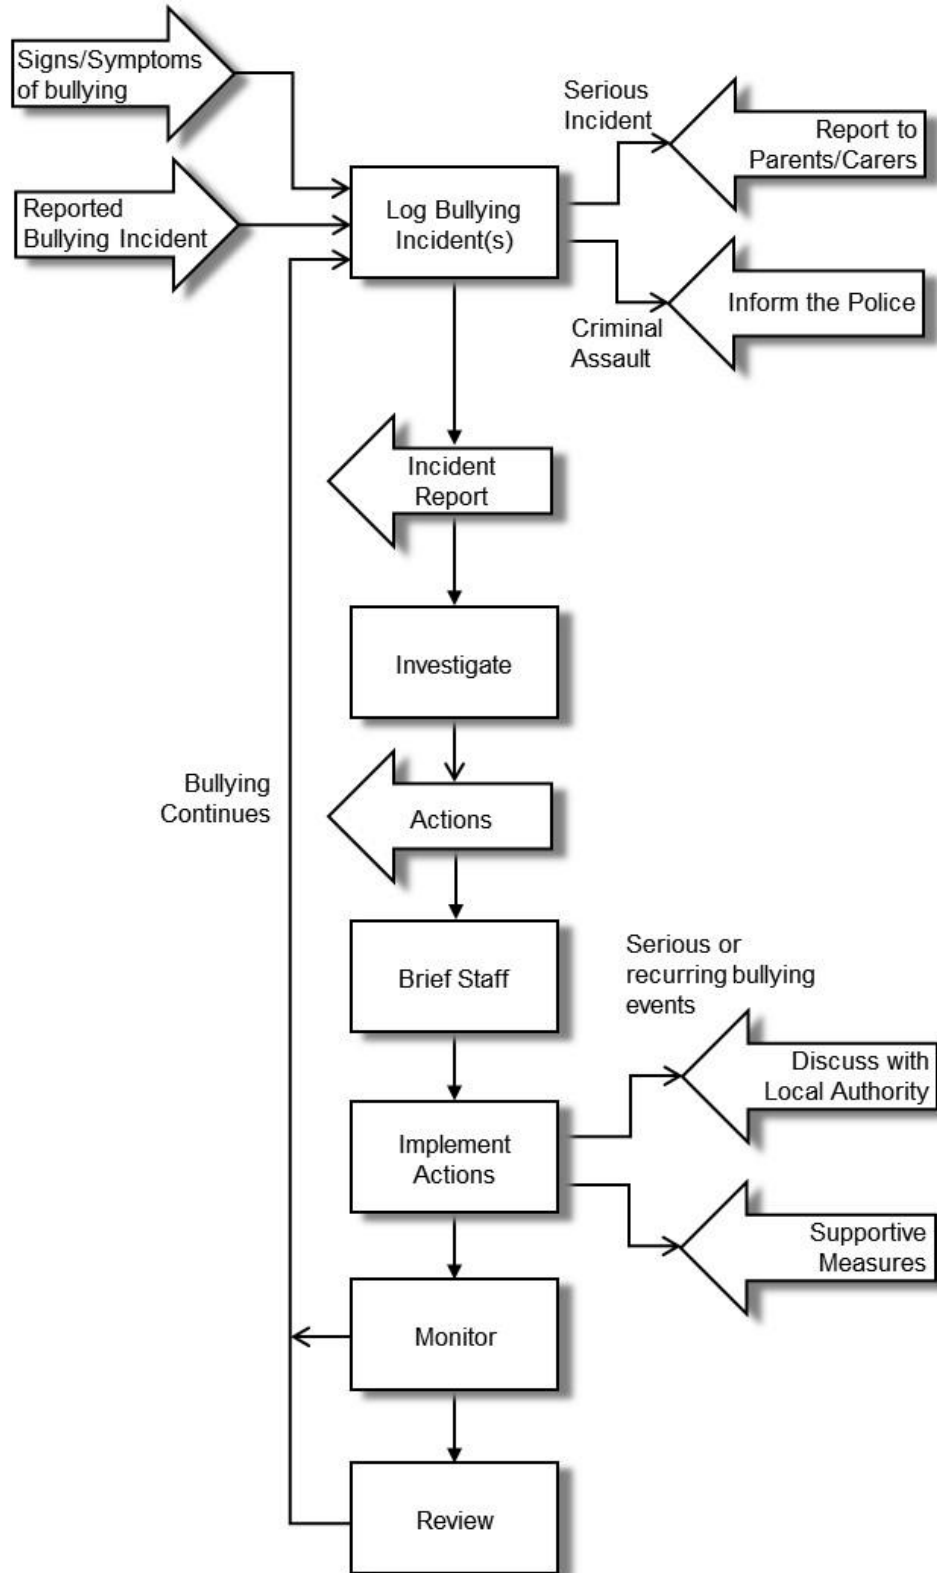 Signs/Symptoms
of bullying
Serious
Incident
Report to
Parents/Carers
Reported
Bullying Incident
Log Bullying
Incident(s)
Inform the Police
Criminal
Assault
Incident
Report
Investigate
Bullying
Continues
Actions
Brief Staff
Serious or
recurring bullying
events
Discuss with
Local Authority
Implement
Actions
Supportive
Measures
Monitor
Review